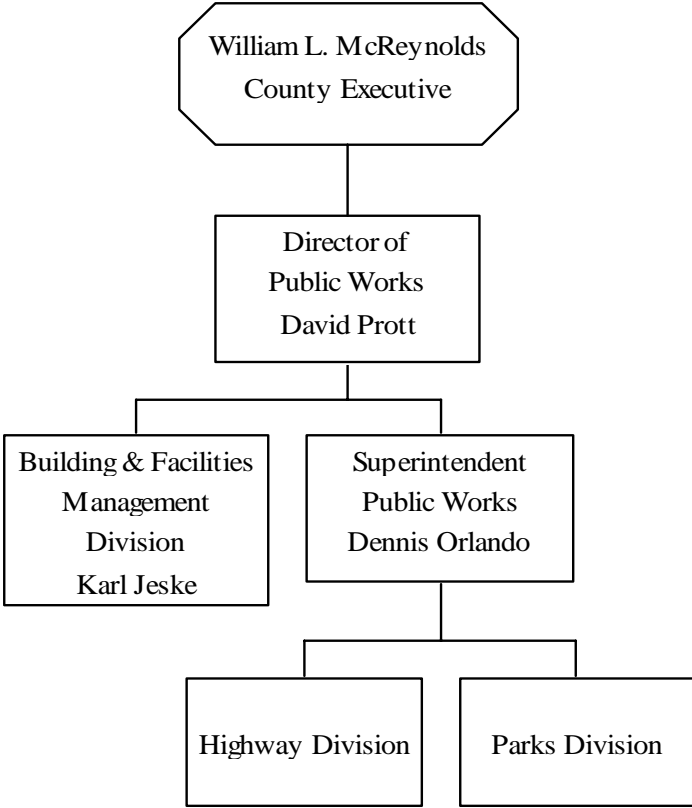 William L. McReynolds
County Executive
Director of
Public Works
David Prott
Building & Facilities
Management
Division
Karl Jeske
Superintendent
Public Works
Dennis Orlando
Highway Division
Parks Division